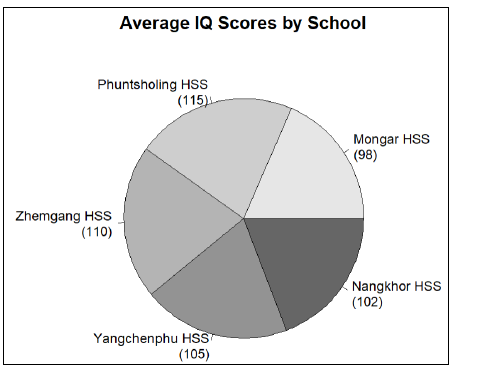 Average IQ Scores by School
Phuntsholing HSS
(115)
Mongar HSS
(98)
Zhemgang HSS
(110)
Nangkhor HSS
(102)
Yangchenphu HSS
(105)